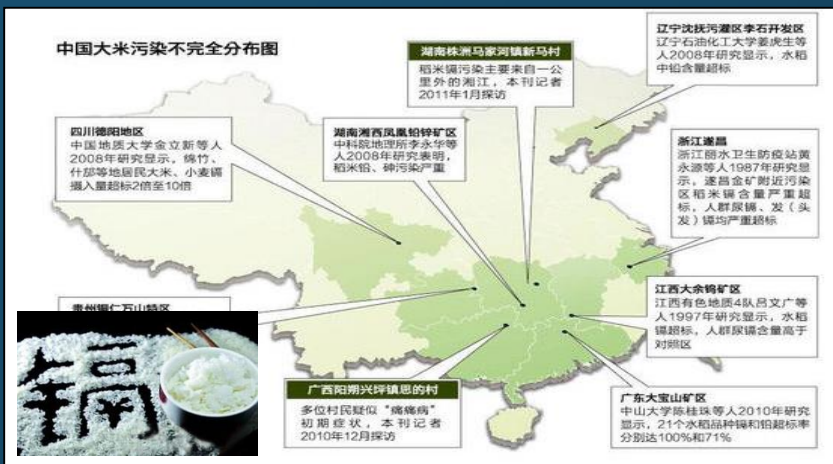 中国大米污染不完全分布图
湖南株洲马家河镇新马村
稻米镉污染主要来自一公
里外的湘江，本刊记者
2011年1月探访
辽宁沈抚污灌区李石开发区
辽宁石油化工大学姜虎生等
人2008年研究显示，水稻
中铅含量超标
四川德阳地区
中国地质大学金立新等人
2008年研究显示，绵竹、
什邡等地居民大米、小麦镉
摄入量超标2倍至10倍
湖南湘西凤凰铅锌矿区
中科院地理所李永华等
人2008年研究表明，
稻米铅、砷污染严重
浙江遂昌
浙江丽水卫生防疫站黄
永源等人1987年研究显
示，遂昌金矿附近污染
区稻米镉含量严重超
标，人群尿镉、发（头
发）镉均严重超标
江西大余钨矿区
江西有色地质4队吕文广等
人1997年研究显示，水稻
镉超标，人群尿镉含量高于
对照区
贵州铜仁万山特区
镉
广西阳朔兴坪镇思的村
多位村民疑似“痛痛病”
初期症状，本刊记者
2010年12月探访
广东大宝山矿区
中山大学陈桂珠等人2010年研究
显示，21个水稻品种镉和铅超标率
分别达100%和71%